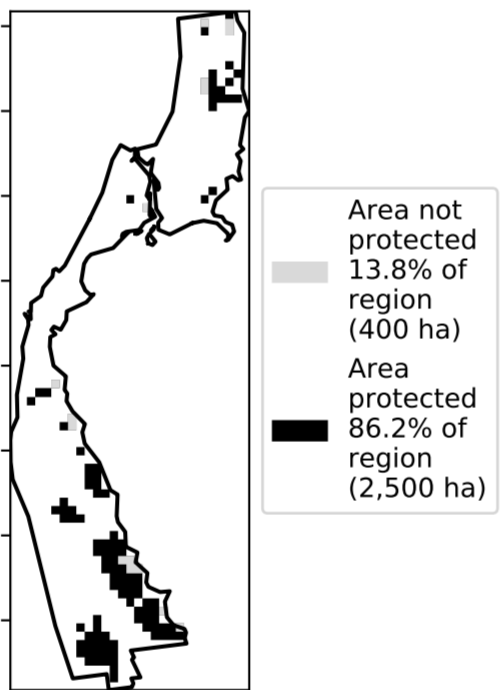 Area not
protected
13.8% of
region
(400 ha)
Area
protected
86.2% of
region
(2,500 ha)